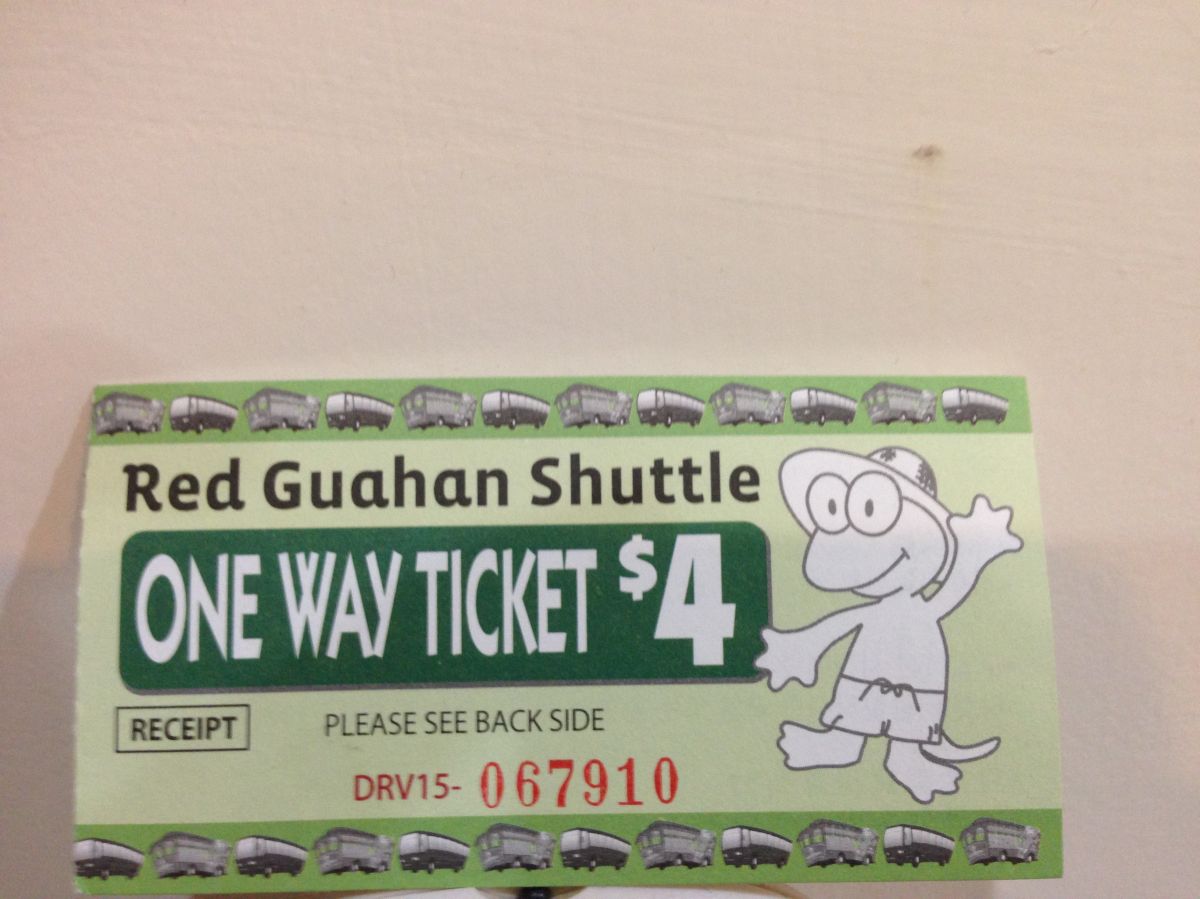 Red Guahan Shuttle
ONE WAY TICKET $4
RECEIPT PLEASE SEE BACK SIDE
DRV15- 067910